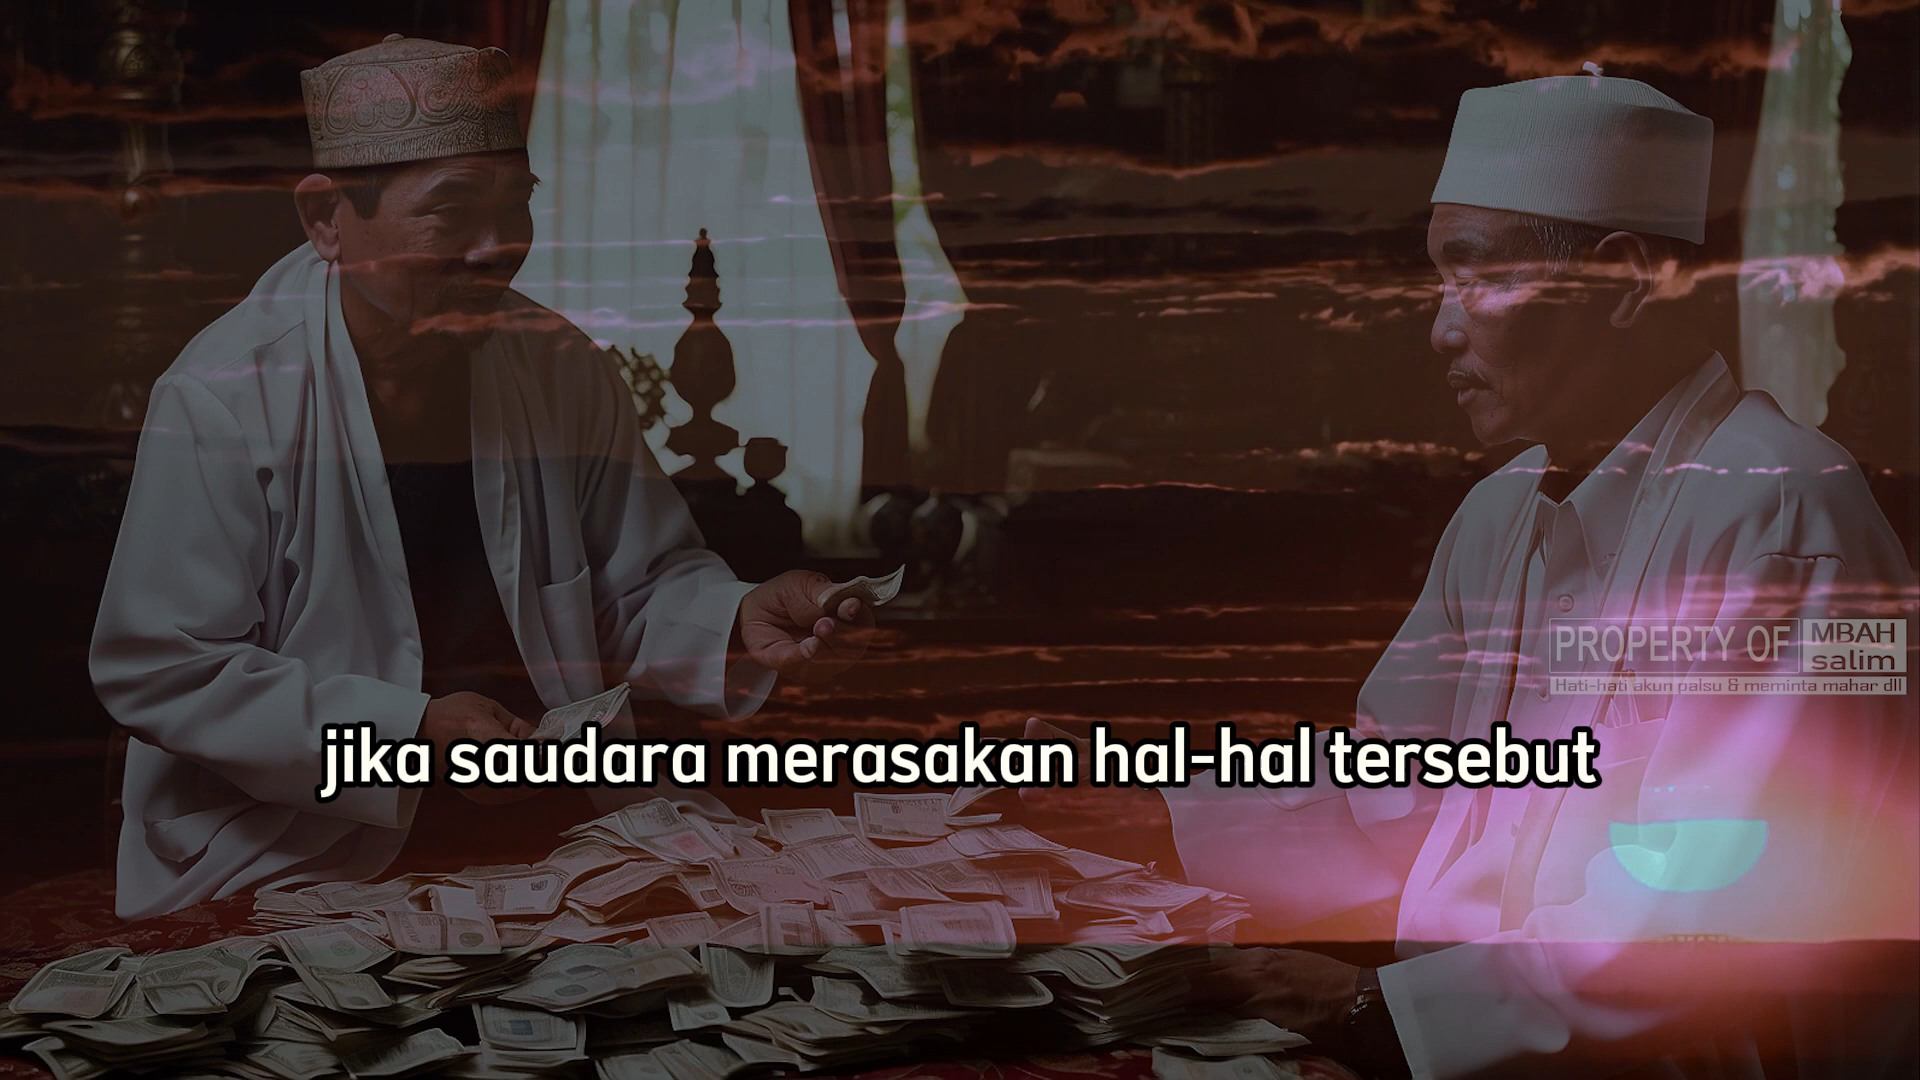 PROPERTY OF MBAH salim
Hati-hati akun palsu & meminta mahar dll
jika saudara merasakan hal-hal tersebut